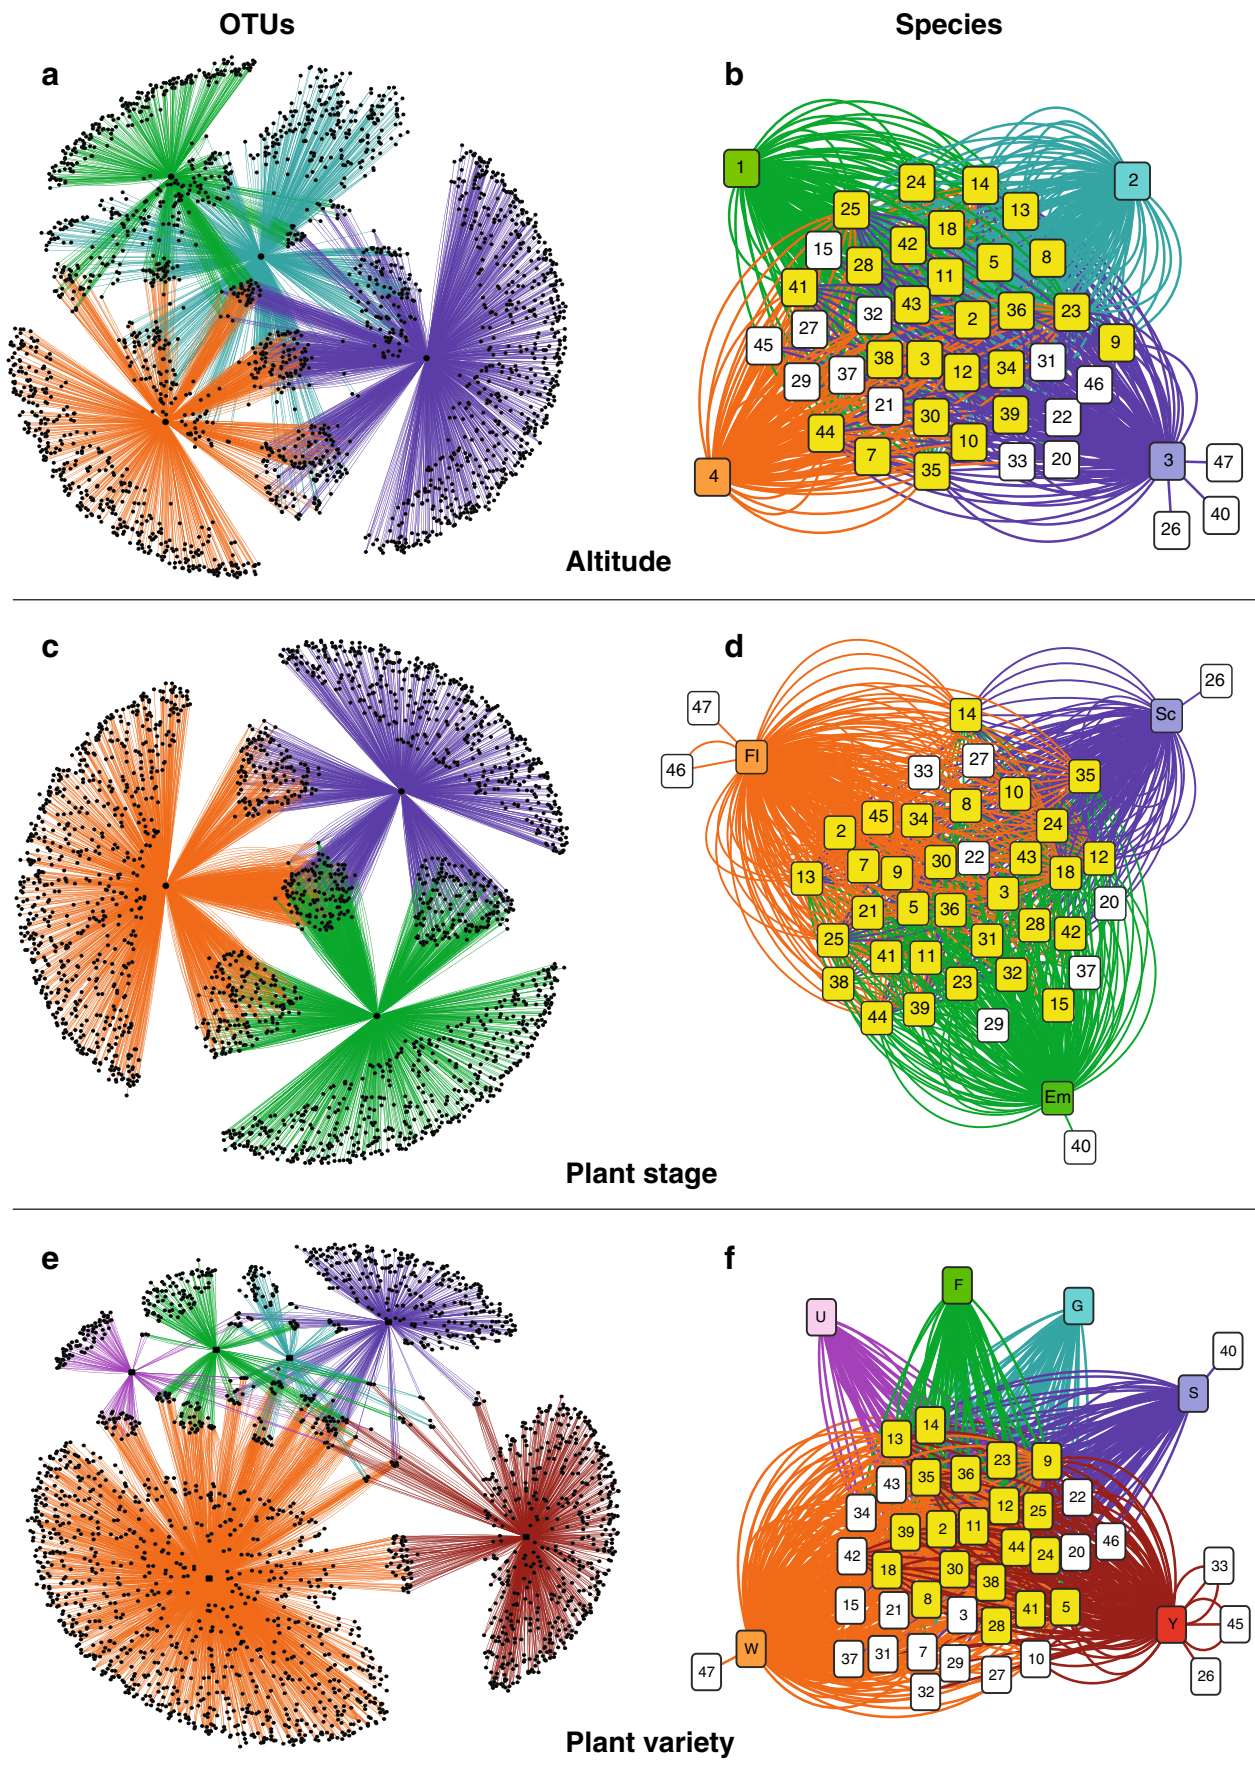 OTUs Species
a b
1 2
24 14
25 13
18
15 42
28 11 5 8
41
43 2 36 23
32
27
45 9
38 3 12 34 31
29 37 46
21 30 39 22
44
7 10
35 33 20
4 3 47
40
26
Altitude
c d
26
47 14 Sc
Fl 27
46 33 35
8 10
45 34 24
2
7 9 30 22 43 18 12
13 3
21 5 36 20
25 31 28 42
41 11
38 23 32 37
44 39 29 15
Em
40
Plant stage
e f
F
U G
40
S
14
13
23 9
43 35 36
22
34 12 25
39 2 11 46
42 44 24 20
18 30 38 33
15 21 8 3 41 5
28 Y 45
W 37 31 7 29 10
47 27 26
32
Plant variety